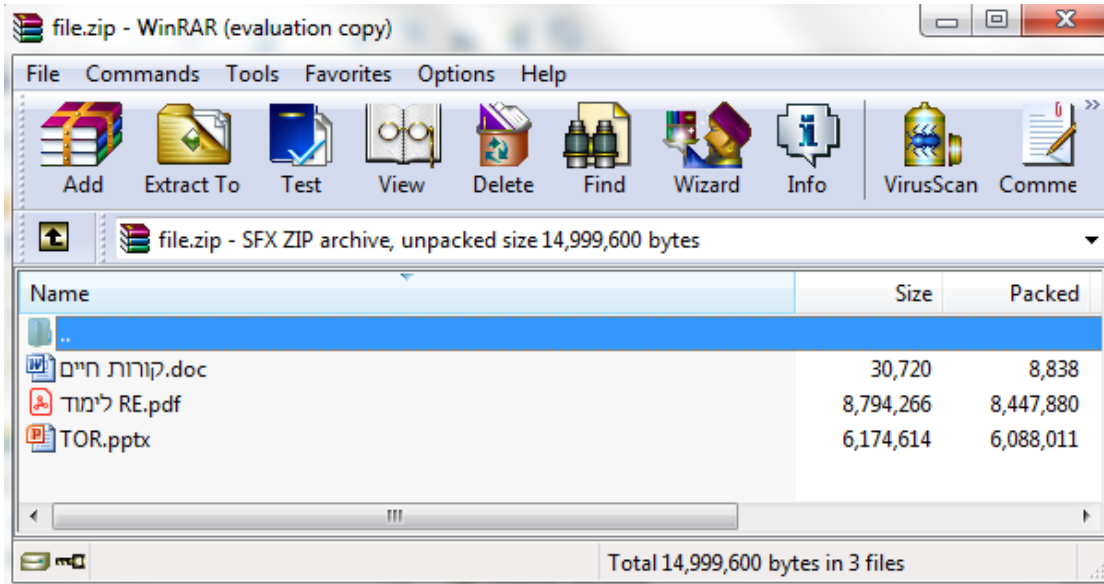 file.zip - WinRAR (evaluation copy)
File Commands Tools Favorites Options Help
Add Extract To Test View Delete Find Wizard Info VirusScan Comme
file.zip - SFX ZIP archive, unpacked size 14,999,600 bytes
Name Size Packed
..
קורות חיים.doc 30,720 8,838
לימוד RE.pdf 8,794,266 8,447,880
TOR.pptx 6,174,614 6,088,011
Total 14,999,600 bytes in 3 files